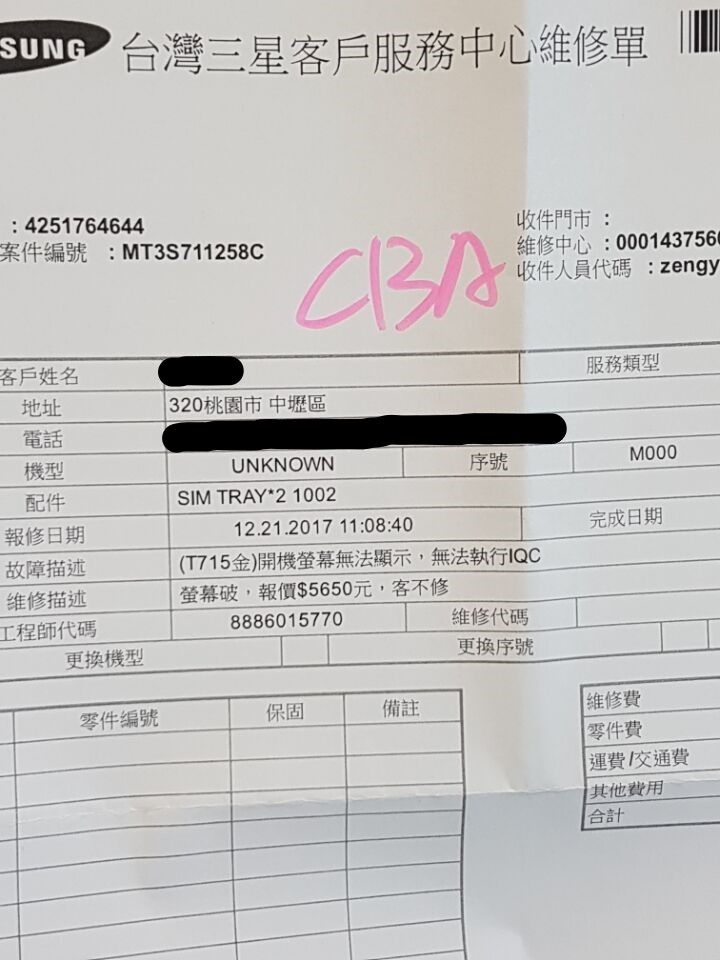 SUNG 台灣三星客戶服務中心維修單
: 4251764644
案件編號 : MT3S711258C
CBA
收件門市 :
維修中心 : 0001437560
收件人員代碼 : zengy
客戶姓名 服務類型
地址 320桃園市 中壢區
電話
機型 UNKNOWN 序號 M000
配件 SIM TRAY*2 1002
報修日期 12.21.2017 11:08:40 完成日期
故障描述 (T715金)開機螢幕無法顯示，無法執行IQC
維修描述 螢幕破，報價$5650元，客不修
工程師代碼 8886015770 維修代碼
更換機型 更換序號
零件編號 保固 備註
維修費
零件費
運費/交通費
其他費用
合計